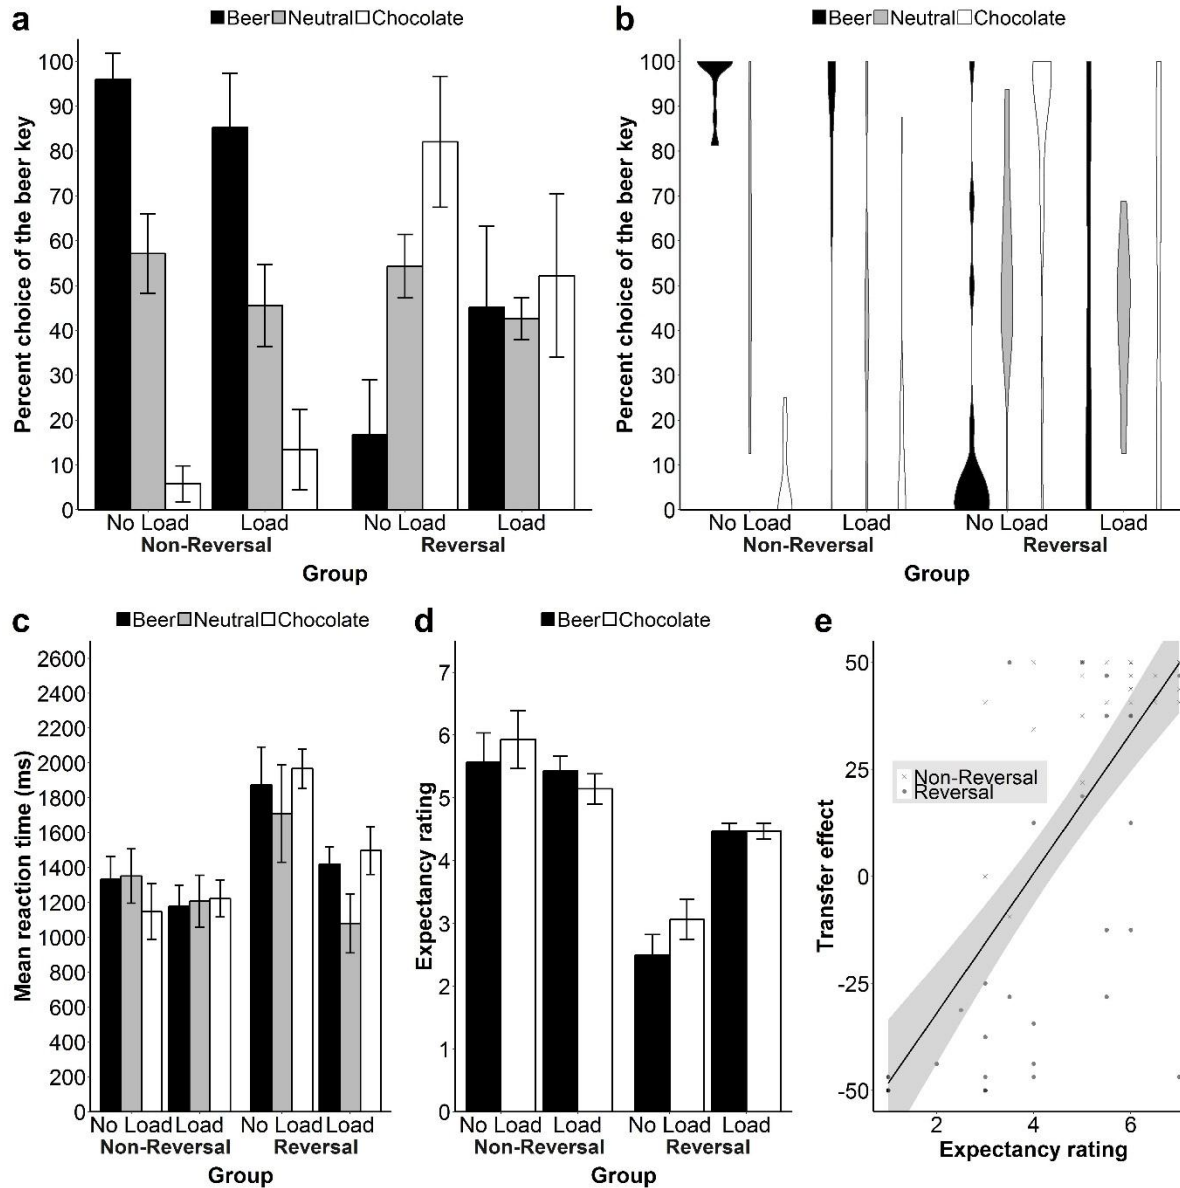 a
Beer Neutral Chocolate
Percent choice of the beer key
100
90
80
70
60
50
40
30
20
10
0
No Load Load No Load Load
Non-Reversal Reversal
Group
b
Beer Neutral Chocolate
Percent choice of the beer key
100
90
80
70
60
50
40
30
20
10
0
No Load Load No Load Load
Non-Reversal Reversal
Group
c
Beer Neutral Chocolate
Mean reaction time (ms)
2600
2400
2200
2000
1800
1600
1400
1200
1000
800
600
400
200
0
No Load Load No Load Load
Non-Reversal Reversal
Group
d
Beer Chocolate
Expectancy rating
7
6
5
4
3
2
1
0
No Load Load No Load Load
Non-Reversal Reversal
Group
e
Transfer effect
50
25
0
-25
-50
Non-Reversal
Reversal
2 4 6
Expectancy rating